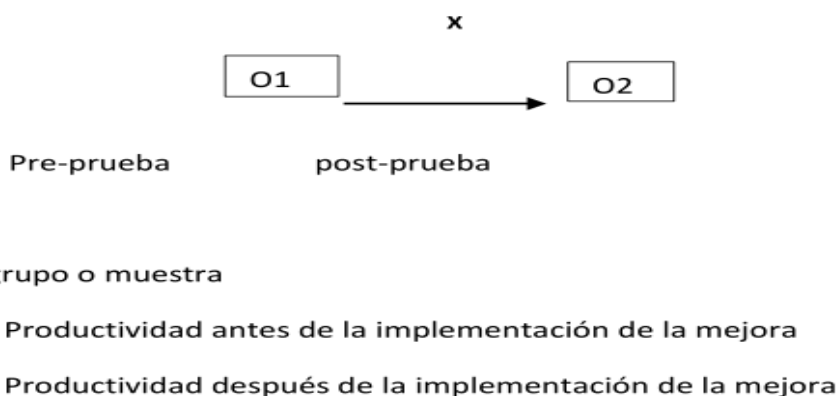 x
O1 O2
Pre-prueba post-prueba
grupo o muestra
Productividad antes de la implementación de la mejora
Productividad después de la implementación de la mejora